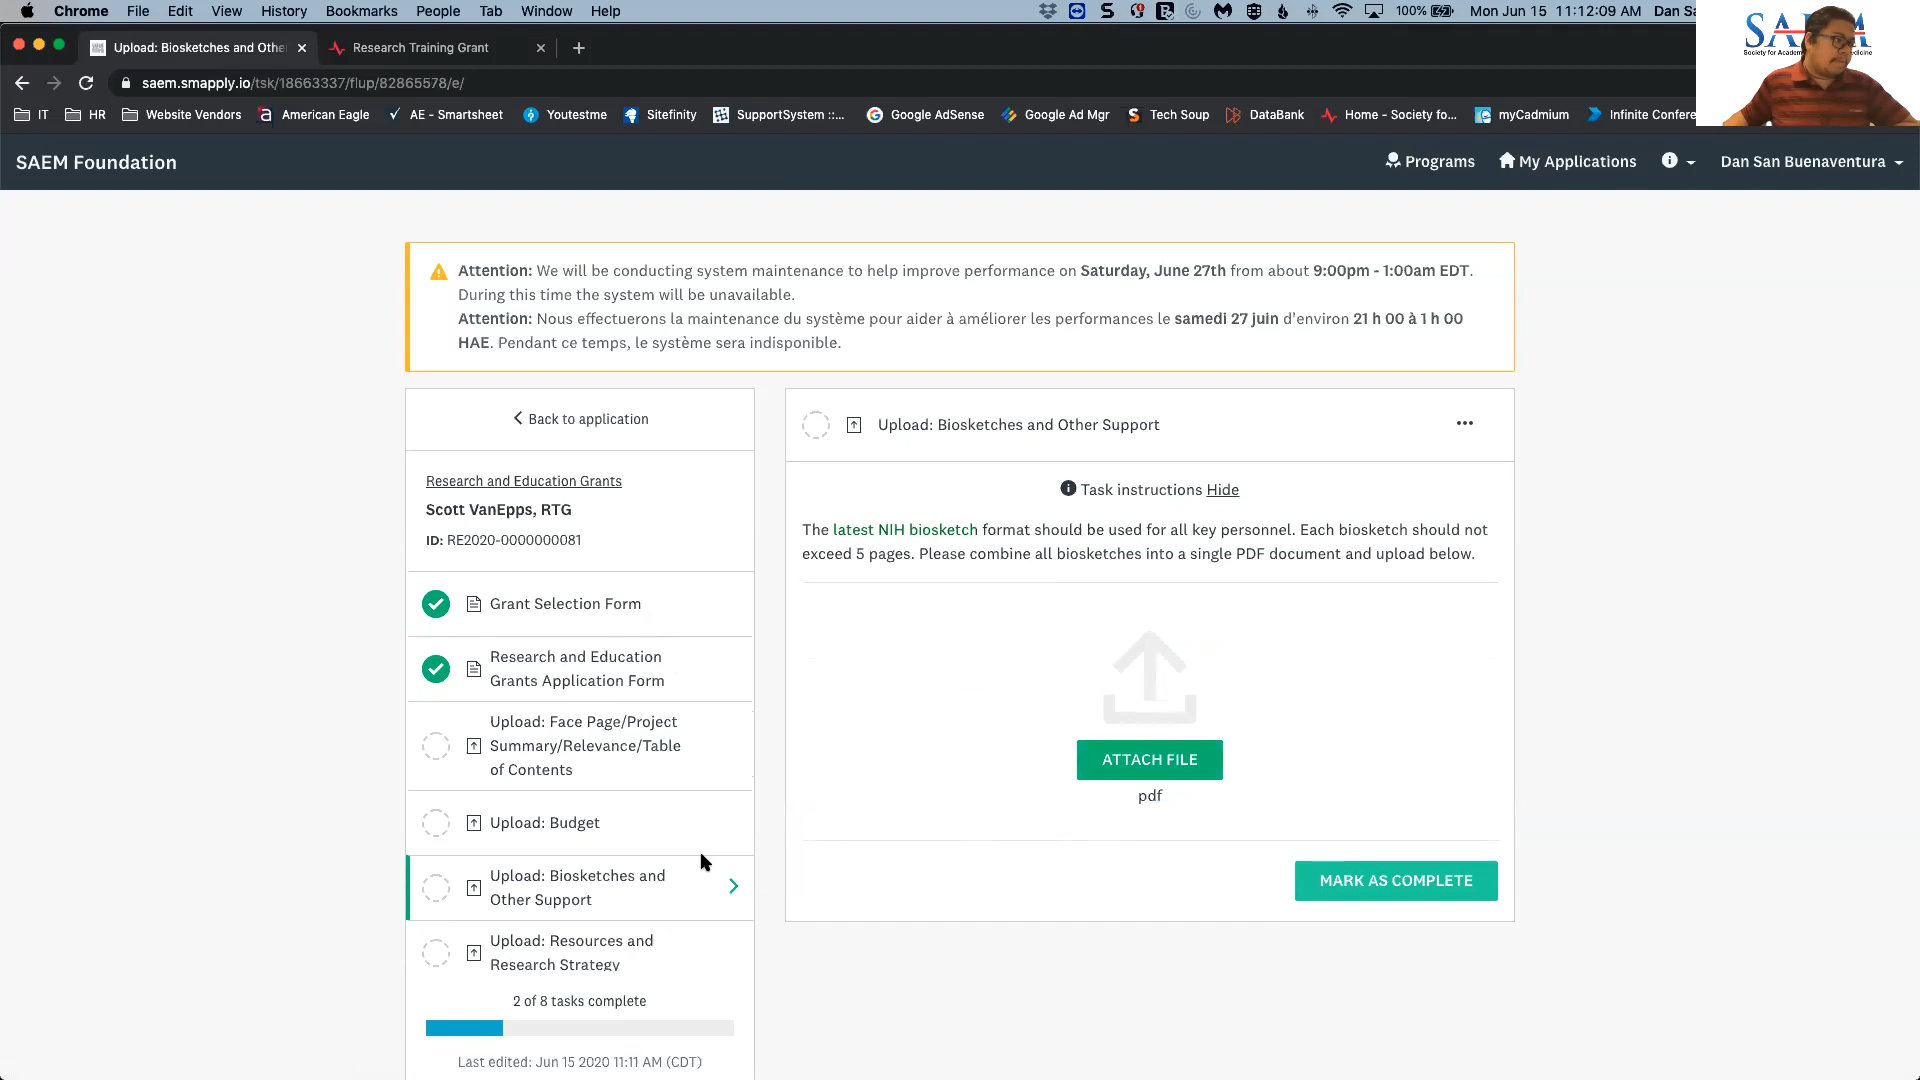 Chrome File Edit View History Bookmarks People Tab Window Help 100% Mon Jun 15 11:12:09 AM Dan Sa
Upload: Biosketches and Othe Research Training Grant
saem.smapply.io/tsk/18663337/flup/82865578/e/
IT HR Website Vendors American Eagle AE - Smartsheet Youtestme Sitefinity SupportSystem ::... Google AdSense Google Ad Mgr Tech Soup DataBank Home - Society fo... myCadmium Infinite Confere
SAEM Foundation
Programs My Applications Dan San Buenaventura
Attention: We will be conducting system maintenance to help improve performance on Saturday, June 27th from about 9:00pm - 1:00am EDT.
During this time the system will be unavailable.
Attention: Nous effectuerons la maintenance du système pour aider à améliorer les performances le samedi 27 juin d'environ 21 h 00 à 1 h 00
HAE. Pendant ce temps, le système sera indisponible.
Back to application
Research and Education Grants
Scott VanEpps, RTG
ID: RE2020-0000000081
Grant Selection Form
Research and Education
Grants Application Form
Upload: Face Page/Project
Summary/Relevance/Table
of Contents
Upload: Budget
Upload: Biosketches and
Other Support
Upload: Resources and
Research Strategy
2 of 8 tasks complete
Last edited: Jun 15 2020 11:11 AM (CDT)
Upload: Biosketches and Other Support
Task instructions Hide
The latest NIH biosketch format should be used for all key personnel. Each biosketch should not
exceed 5 pages. Please combine all biosketches into a single PDF document and upload below.
ATTACH FILE
pdf
MARK AS COMPLETE